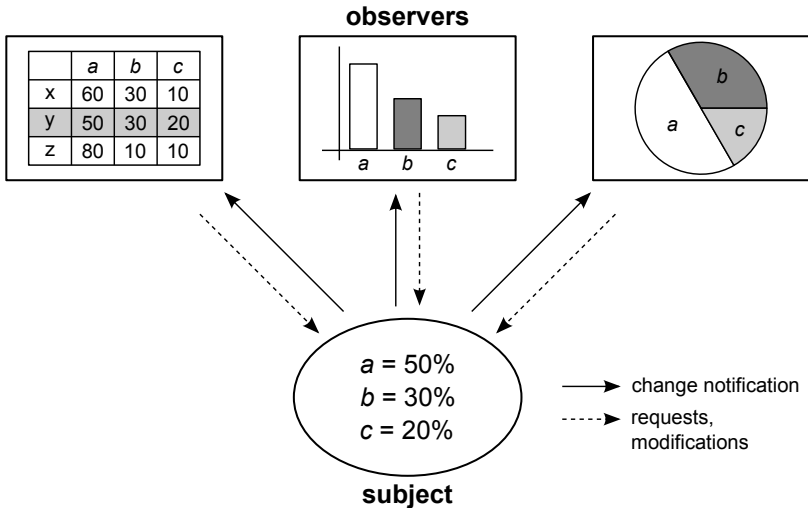 observers
a b c
x 60 30 10
y 50 30 20
z 80 10 10
a b c
a
b
c
a = 50%
b = 30%
c = 20%
subject
change notification
requests,
modifications